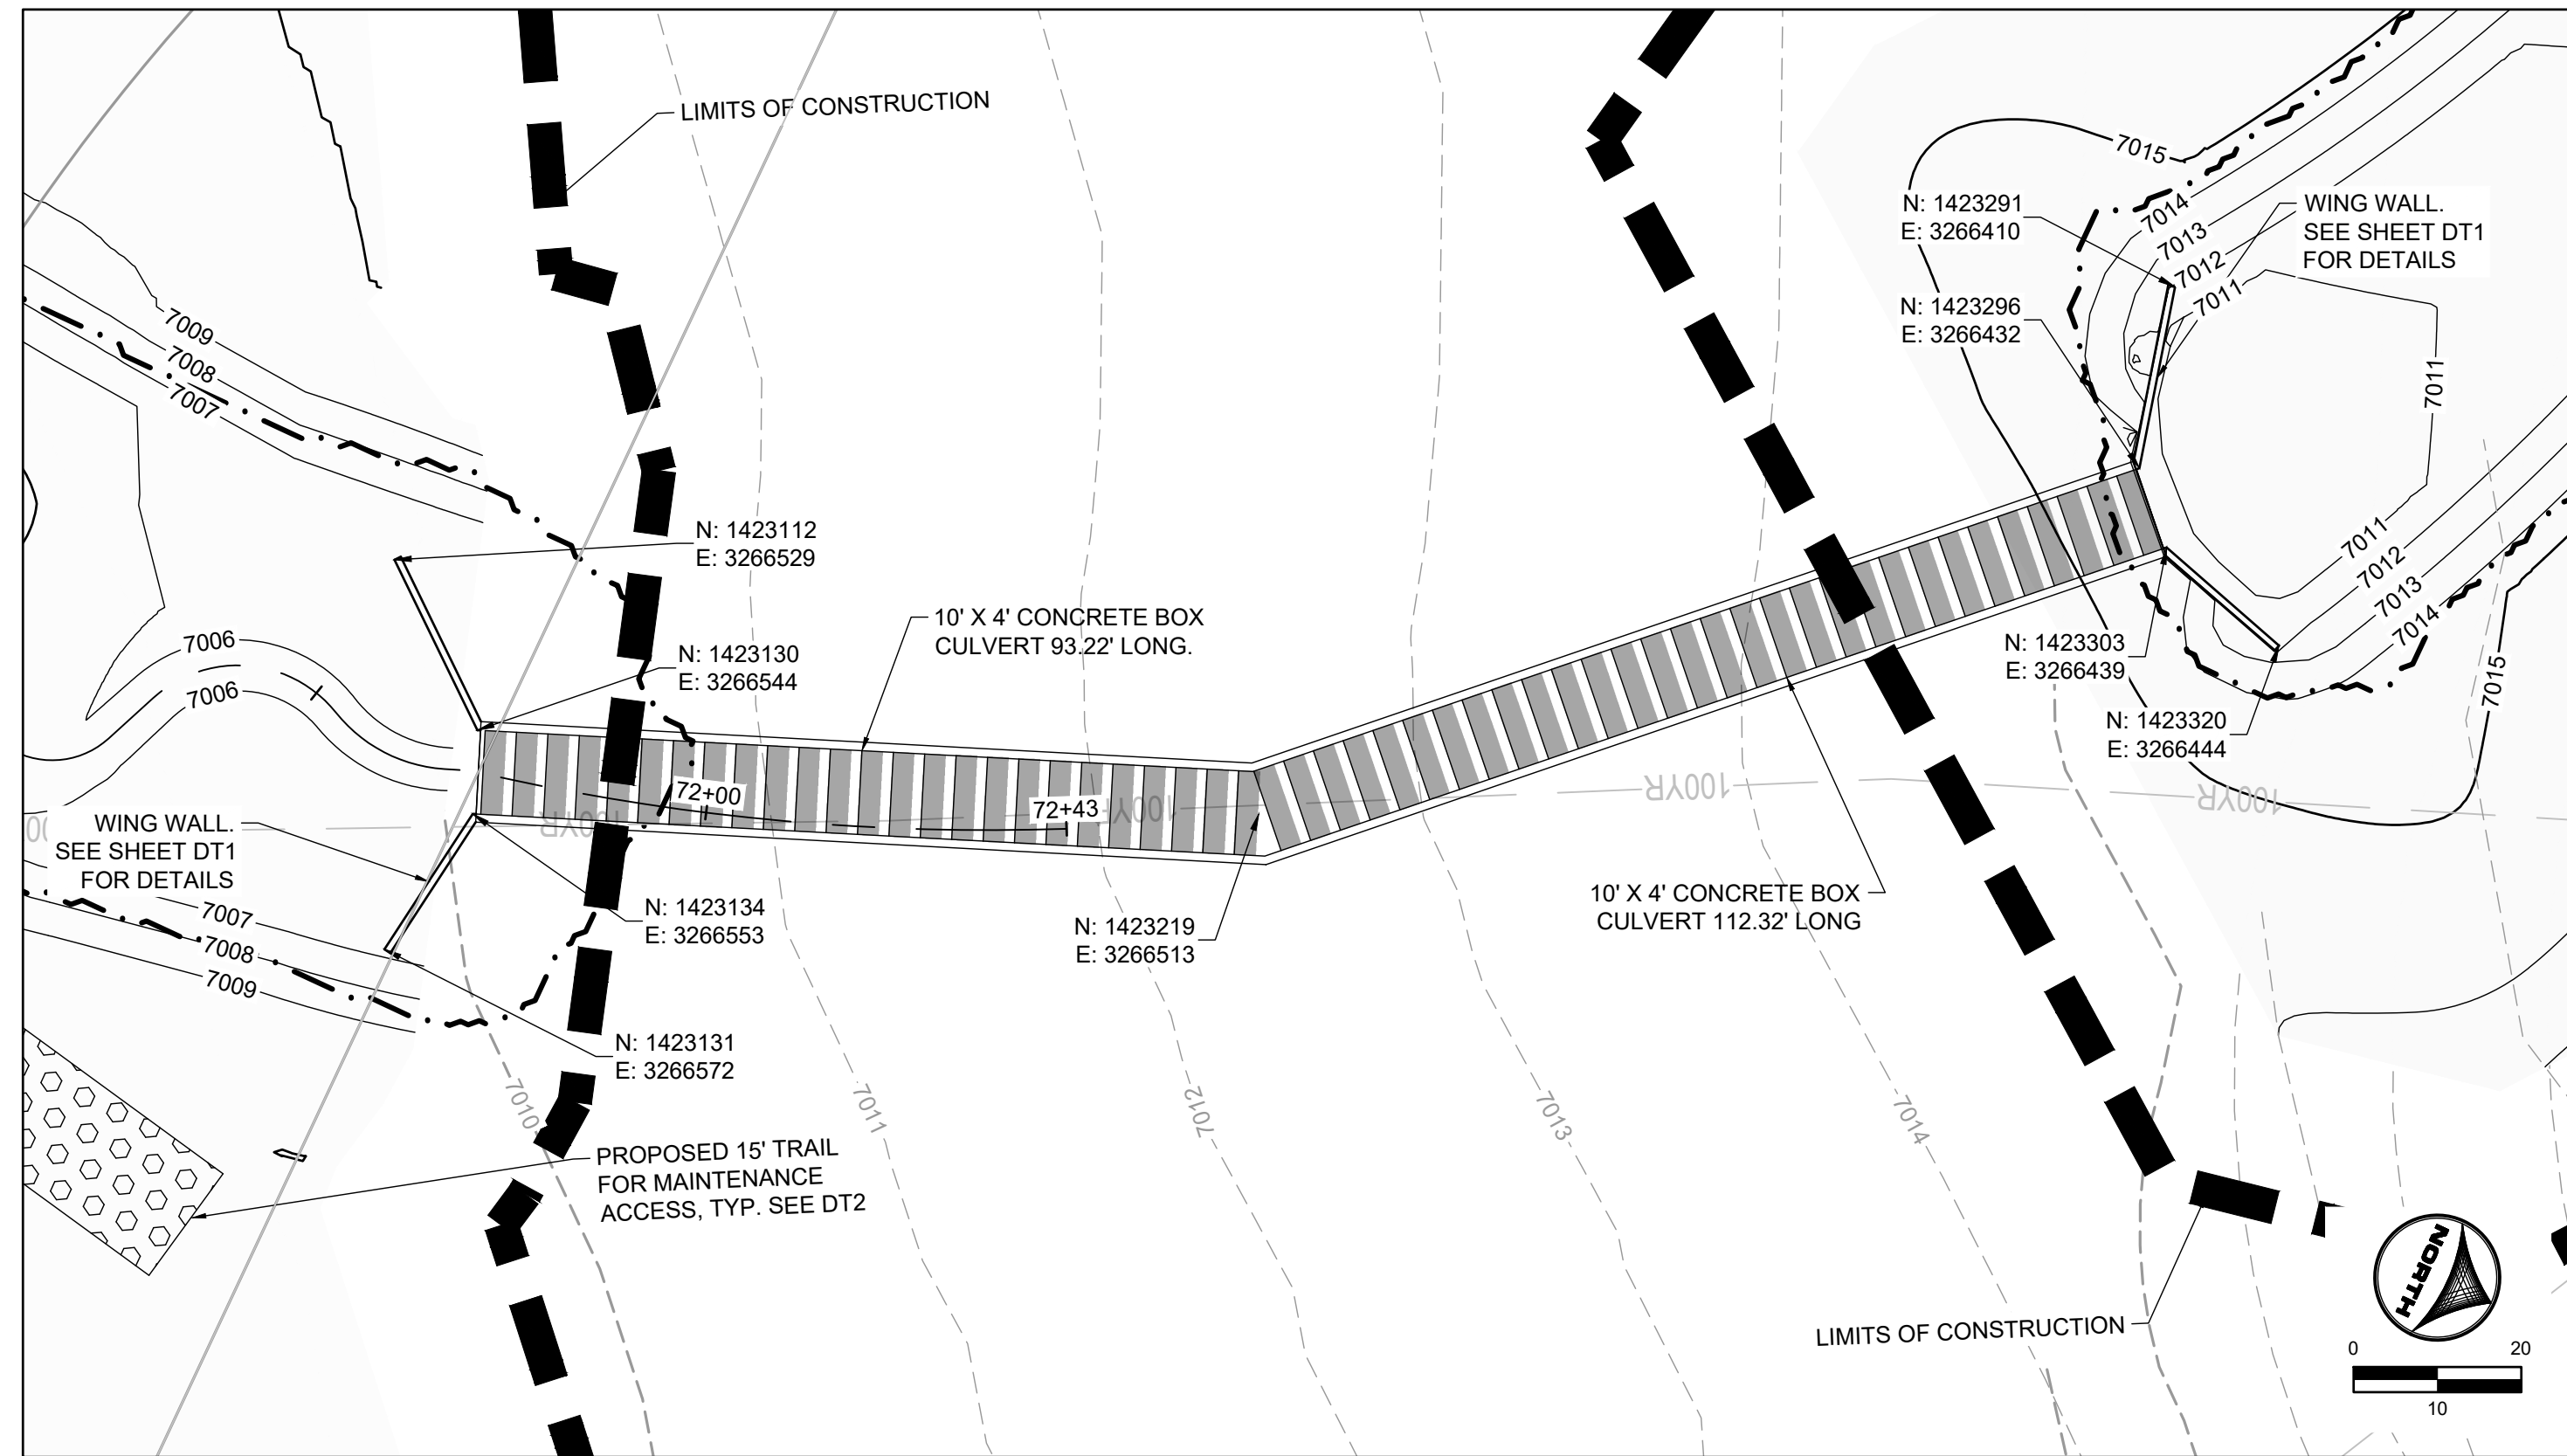 LIMITS OF CONSTRUCTION
7015
N: 1423291
E: 3266410
WING WALL.
SEE SHEET DT1
FOR DETAILS
7014
7013
7012
7011
N: 1423296
E: 3266432
7009
7008
7007
7011
N: 1423112
E: 3266529
7011
7012
7013
7014
10' X 4' CONCRETE BOX
CULVERT 93.22' LONG.
7006
7006
N: 1423130
E: 3266544
N: 1423303
E: 3266439
7015
N: 1423320
E: 3266444
72+00
72+43
100YR
100YR
100YR
100YR
WING WALL.
SEE SHEET DT1
FOR DETAILS
7007
7008
7009
N: 1423134
E: 3266553
N: 1423219
E: 3266513
10' X 4' CONCRETE BOX
CULVERT 112.32' LONG
N: 1423131
E: 3266572
7010
7011
7012
7013
7014
PROPOSED 15' TRAIL
FOR MAINTENANCE
ACCESS, TYP. SEE DT2
LIMITS OF CONSTRUCTION
NORTH
0 20
10